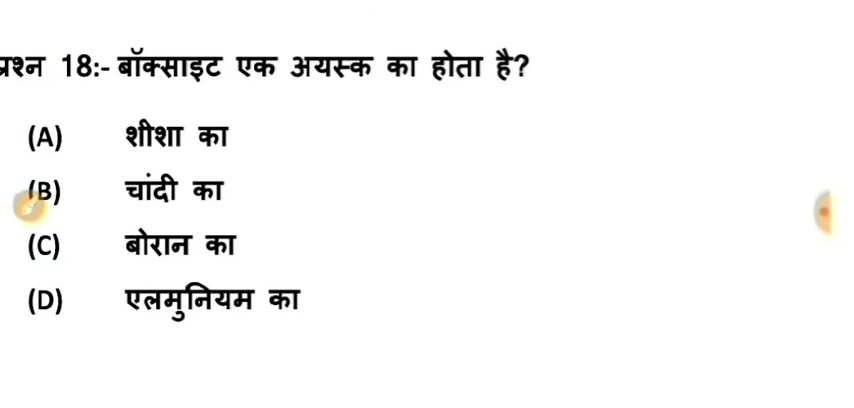 प्रश्न 18:- बॉक्साइट एक अयस्क का होता है?
(A) शीशा का
(B) चांदी का
(C) बोरान का
(D) एलमुनियम का